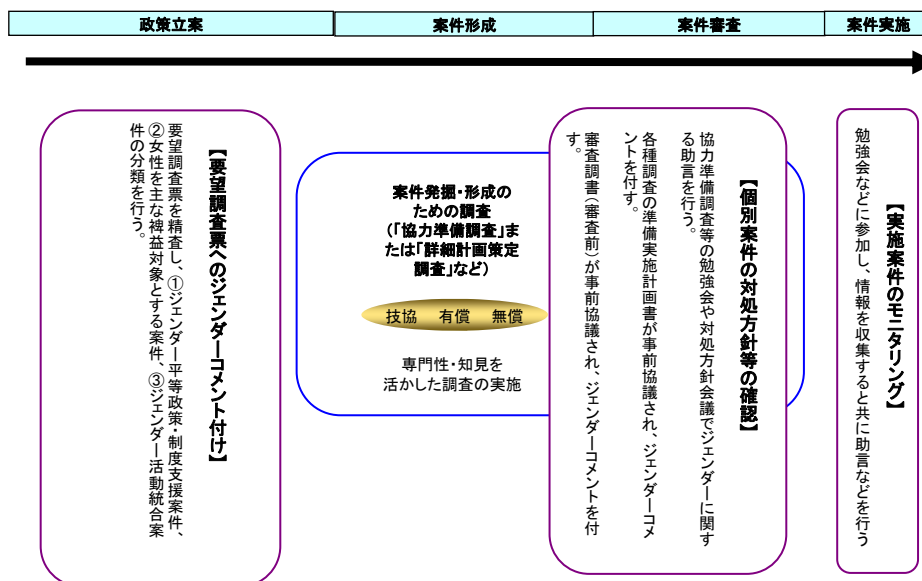 政策立案
案件形成
案件審査
案件実施
【要望調査票へのジェンダーコメント付け】
要望調査票を精査し、①ジェンダー平等政策・制度支援案件、
②女性を主な裨益対象とする案件、③ジェンダー活動統合案
件の分類を行う。
案件発掘・形成の
ための調査
(「協力準備調査」ま
たは「詳細計画策定
調査」など)
技協 有償 無償
専門性・知見を
活かした調査の実施
【個別案件の対処方針等の確認】
協力準備調査等の勉強会や対処方針会議でジェンダーに関す
る助言を行う。
各種調査の準備実施計画書が事前協議され、ジェンダーコメ
ントを付す。
審査調書(審査前)が事前協議され、ジェンダーコメントを付
す。
【実施案件のモニタリング】
勉強会などに参加し、情報を収集すると共に助言などを行う